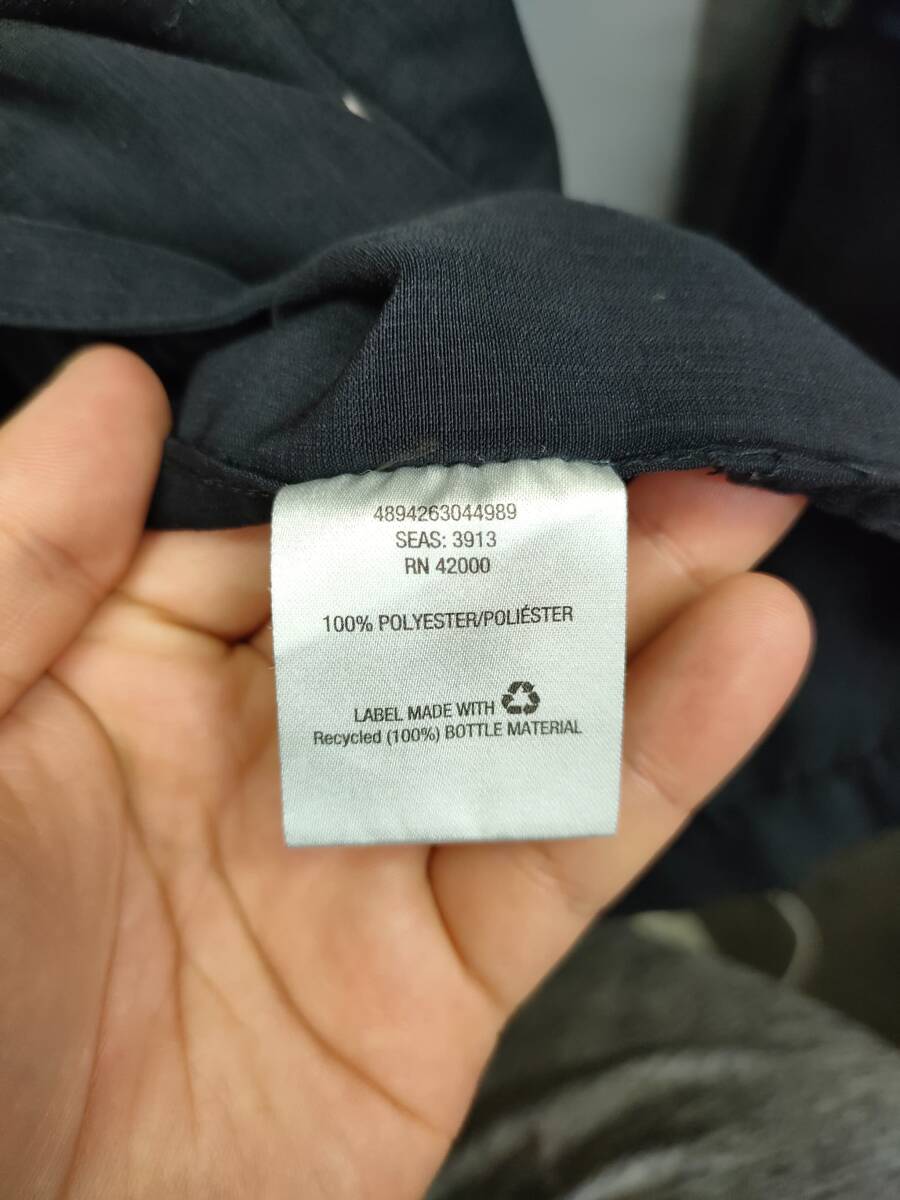 4894263044989
SEAS: 3913
RN 42000
100% POLYESTER/POLIÉSTER
LABEL MADE WITH
Recycled (100%) BOTTLE MATERIAL